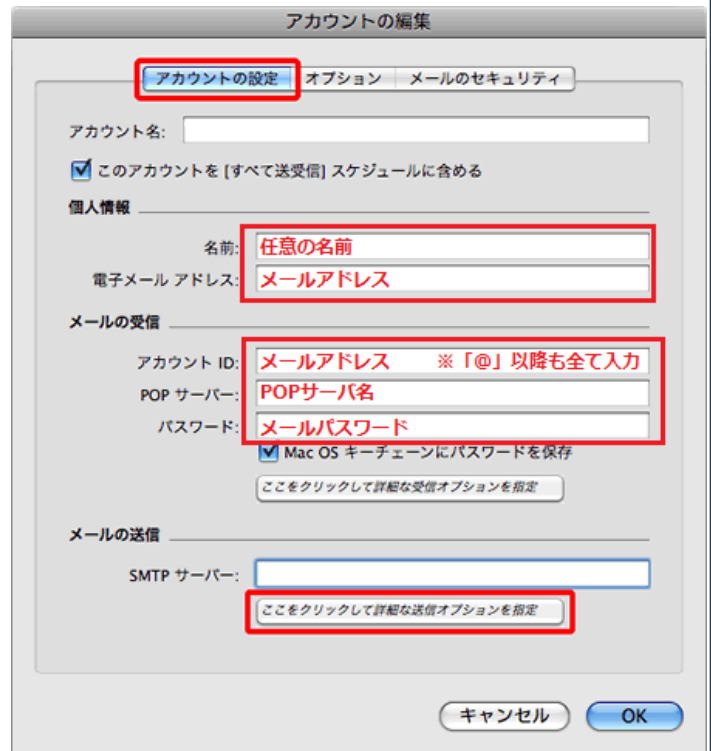 アカウントの編集
アカウントの設定 オプション メールのセキュリティ
アカウント名:
このアカウントを [すべて送受信] スケジュールに含める
個人情報
名前: 任意の名前
電子メール アドレス: メールアドレス
メールの受信
アカウント ID: メールアドレス ※「@」以降も全て入力
POP サーバー: POPサーバ名
パスワード: メールパスワード
Mac OS キーチェーンにパスワードを保存
ここをクリックして詳細な受信オプションを指定
メールの送信
SMTP サーバー:
ここをクリックして詳細な送信オプションを指定
キャンセル OK